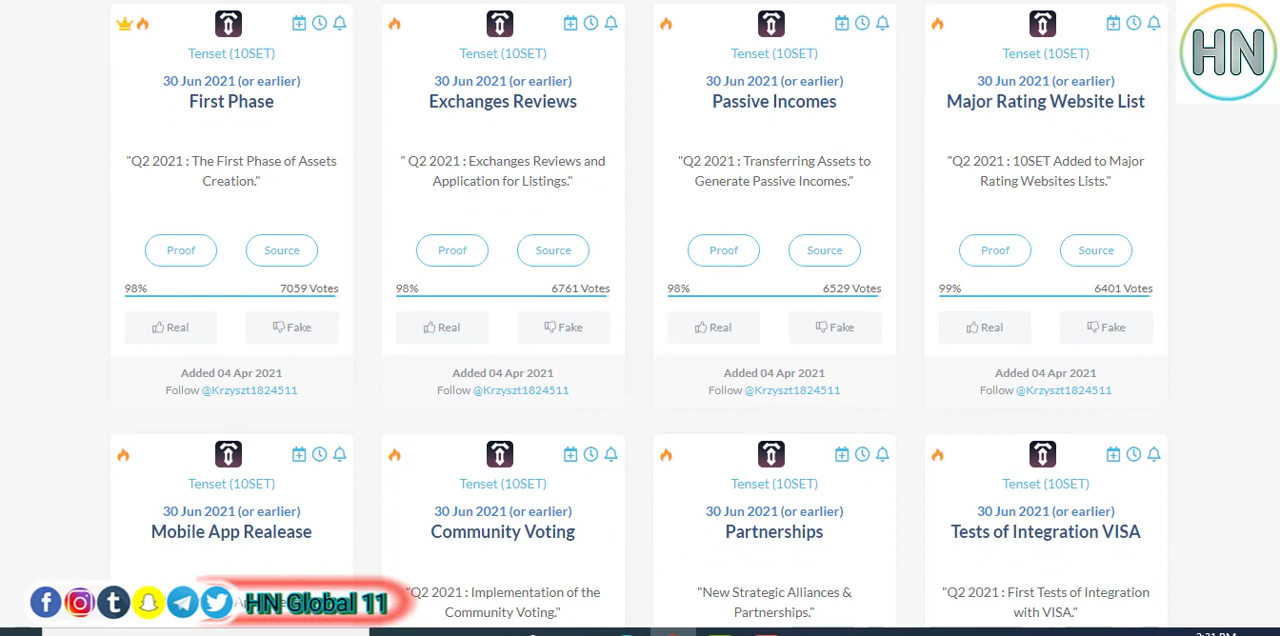 HN
Tenset (10SET)
30 Jun 2021 (or earlier)
First Phase
"Q2 2021 : The First Phase of Assets
Creation."
Proof Source
98% 7059 Votes
Real Fake
Added 04 Apr 2021
Follow @Krzyszt1824511
Tenset (10SET)
30 Jun 2021 (or earlier)
Exchanges Reviews
" Q2 2021 : Exchanges Reviews and
Application for Listings."
Proof Source
98% 6761 Votes
Real Fake
Added 04 Apr 2021
Follow @Krzyszt1824511
Tenset (10SET)
30 Jun 2021 (or earlier)
Passive Incomes
"Q2 2021 : Transferring Assets to
Generate Passive Incomes."
Proof Source
98% 6529 Votes
Real Fake
Added 04 Apr 2021
Follow @Krzyszt1824511
Tenset (10SET)
30 Jun 2021 (or earlier)
Major Rating Website List
"Q2 2021 : 10SET Added to Major
Rating Websites Lists."
Proof Source
99% 6401 Votes
Real Fake
Added 04 Apr 2021
Follow @Krzyszt1824511
Tenset (10SET)
30 Jun 2021 (or earlier)
Mobile App Realease
Tenset (10SET)
30 Jun 2021 (or earlier)
Community Voting
"Q2 2021 : Implementation of the
Community Voting."
Tenset (10SET)
30 Jun 2021 (or earlier)
Partnerships
"New Strategic Alliances &
Partnerships."
Tenset (10SET)
30 Jun 2021 (or earlier)
Tests of Integration VISA
"Q2 2021 : First Tests of Integration
with VISA."
HN Global 11